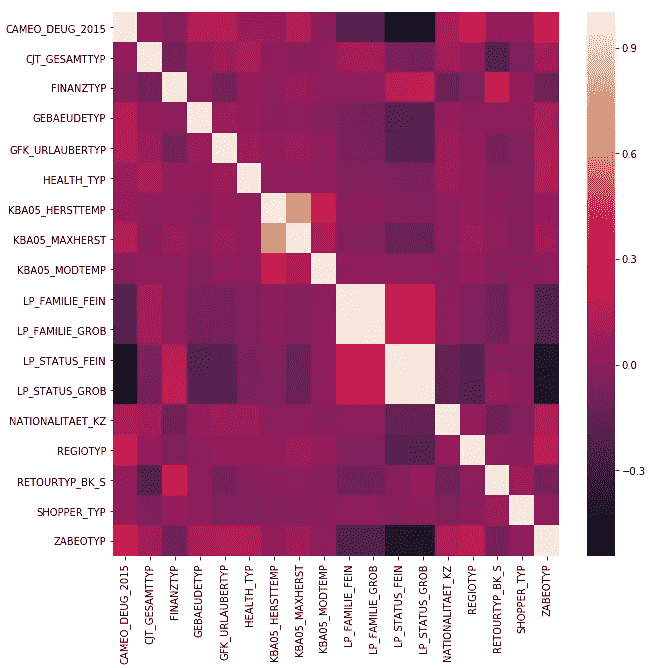 CAMEO_DEUG_2015
CJT_GESAMTTYP
FINANZTYP
GEBAEUDETYP
GFK_URLAUBERTYP
HEALTH_TYP
KBA05_HERSTTEMP
KBA05_MAXHERST
KBA05_MODTEMP
LP_FAMILIE_FEIN
LP_FAMILIE_GROB
LP_STATUS_FEIN
LP_STATUS_GROB
NATIONALITAET_KZ
REGIOTYP
RETOURTYP_BK_S
SHOPPER_TYP
ZABEOTYP
CAMEO_DEUG_2015
CJT_GESAMTTYP
FINANZTYP
GEBAEUDETYP
GFK_URLAUBERTYP
HEALTH_TYP
KBA05_HERSTTEMP
KBA05_MAXHERST
KBA05_MODTEMP
LP_FAMILIE_FEIN
LP_FAMILIE_GROB
LP_STATUS_FEIN
LP_STATUS_GROB
NATIONALITAET_KZ
REGIOTYP
RETOURTYP_BK_S
SHOPPER_TYP
ZABEOTYP
0.9
0.6
0.3
0.0
−0.3